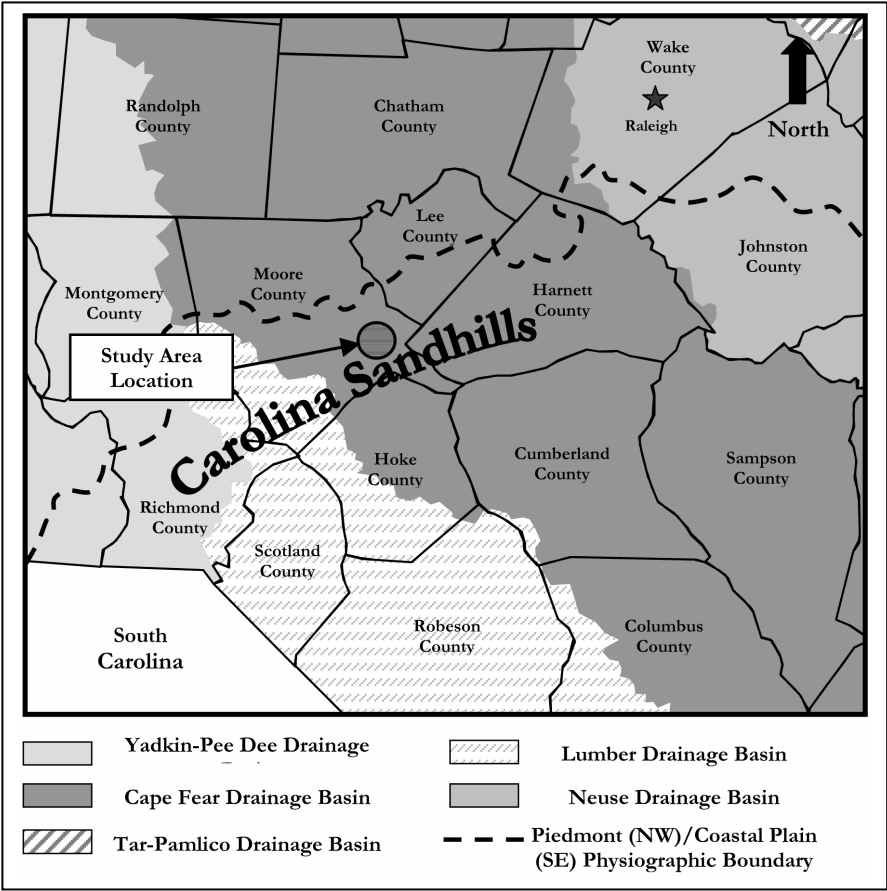 Wake
County
Raleigh
North
Randolph
County
Chatham
County
Lee
County
Johnston
County
Moore
County
Harnett
County
Montgomery
County
Study Area
Location
Carolina Sandhills
Hoke
County
Cumberland
County
Sampson
County
Richmond
County
Scotland
County
Robeson
County
Columbus
County
South
Carolina
Yadkin-Pee Dee Drainage
Lumber Drainage Basin
Cape Fear Drainage Basin
Neuse Drainage Basin
Tar-Pamlico Drainage Basin
Piedmont (NW)/Coastal Plain
(SE) Physiographic Boundary